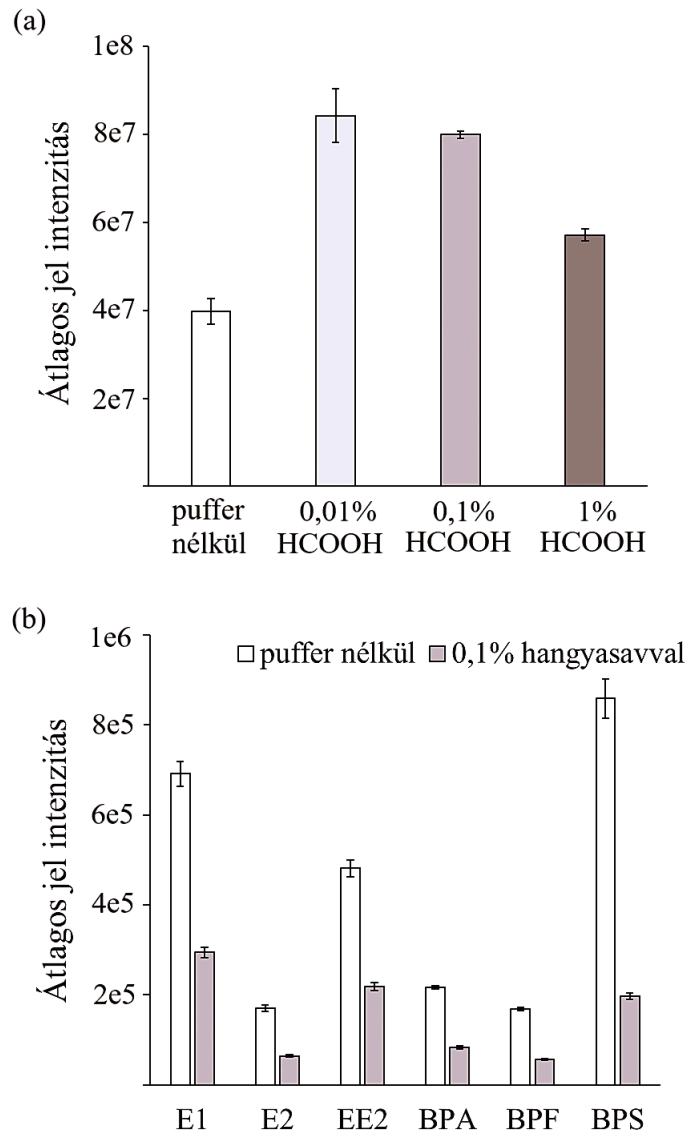 (a)
1e8
8e7
6e7
4e7
2e7
Átlagos jel intenzitás
puffer nélkül
0,01% HCOOH
0,1% HCOOH
1% HCOOH
(b)
1e6
8e5
6e5
4e5
2e5
Átlagos jel intenzitás
puffer nélkül 0,1% hangyasavval
E1 E2 EE2 BPA BPF BPS